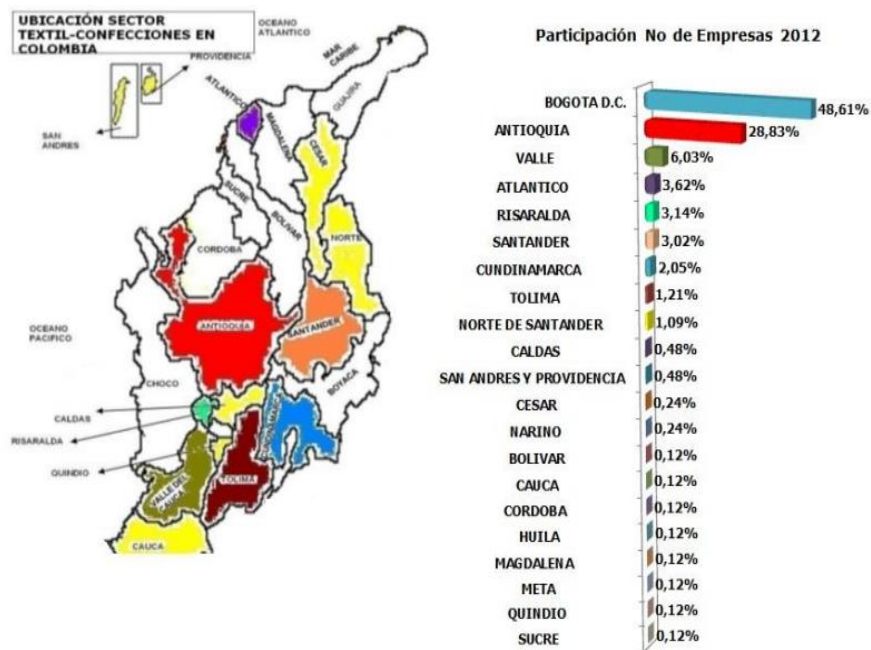 UBICACIÓN SECTOR
TEXTIL-CONFECCIONES EN
COLOMBIA
OCEANO
ATLANTICO
PROVIDENCIA
MAR
CARIBE
ATLANTICO
GUAJIRA
MAGDALENA
SAN
ANDRES
CESAR
SUCRE
BOLIVAR
NORTE
CORDOBA
OCEANO
PACIFICO
ANTIOQUIA
SANTANDER
CHOCO
BOYACA
CUNDINAMARCA
CALDAS
RISARALDA
QUINDIO
VALLE DEL
CAUCA
TOLIMA
CAUCA
Participación No de Empresas 2012
BOGOTA D.C. 48,61%
ANTIOQUIA 28,83%
VALLE 6,03%
ATLANTICO 3,62%
RISARALDA 3,14%
SANTANDER 3,02%
CUNDINAMARCA 2,05%
TOLIMA 1,21%
NORTE DE SANTANDER 1,09%
CALDAS 0,48%
SAN ANDRES Y PROVIDENCIA 0,48%
CESAR 0,24%
NARINO 0,24%
BOLIVAR 0,12%
CAUCA 0,12%
CORDOBA 0,12%
HUILA 0,12%
MAGDALENA 0,12%
META 0,12%
QUINDIO 0,12%
SUCRE 0,12%